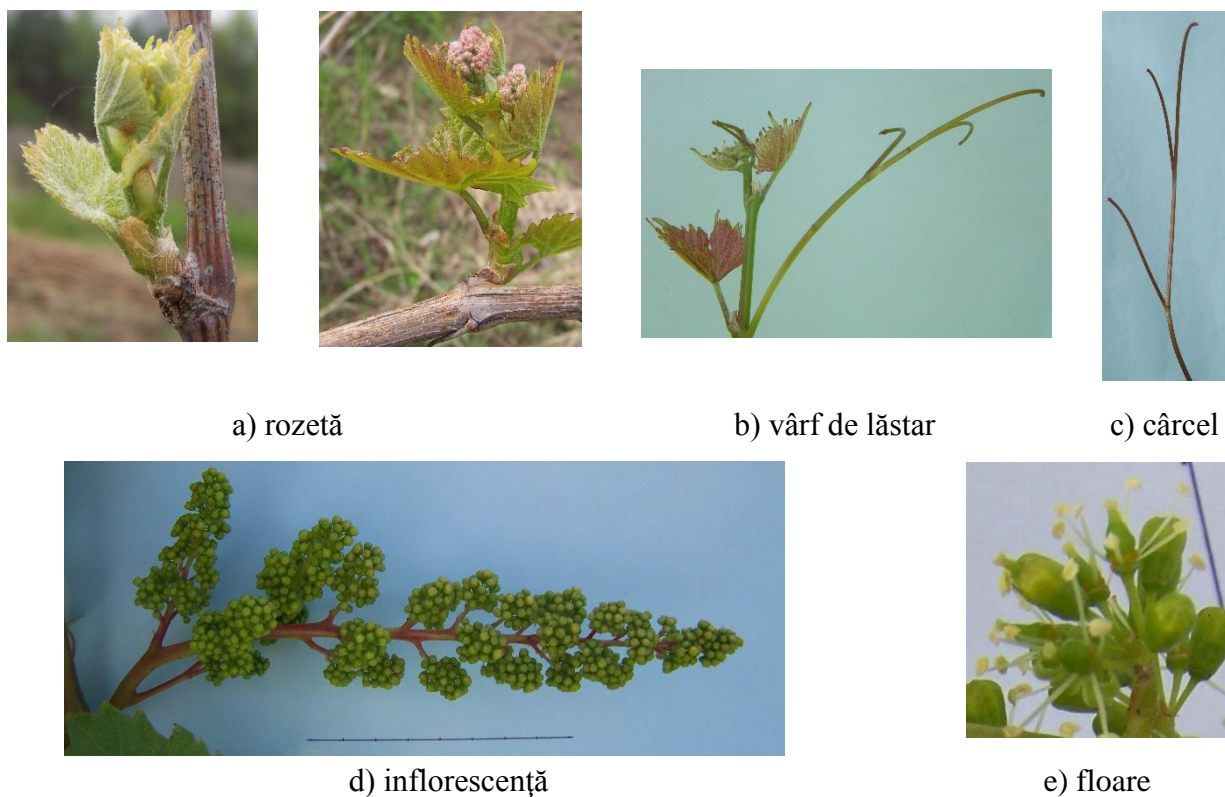 a) rozetă
b) vârf de lăstar
c) cârcel
d) inflorescență
e) floare